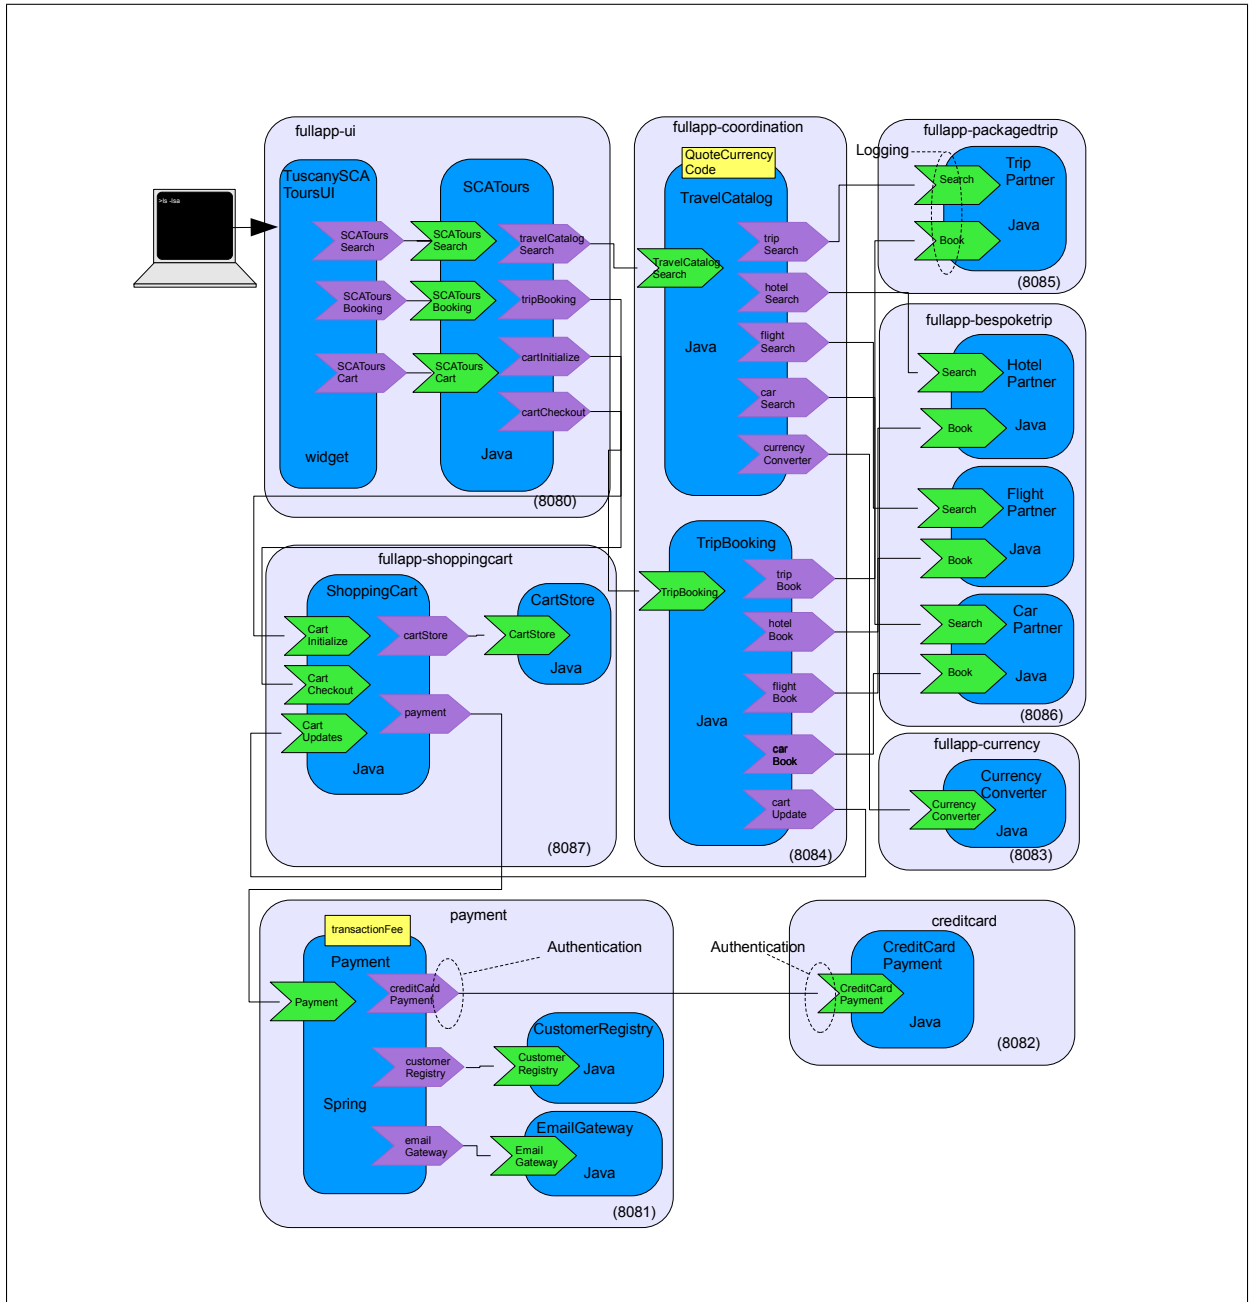 >ls -lsa
fullapp-ui
TuscanySCA
ToursUI
SCATours
Search
SCATours
Booking
SCATours
Cart
widget
SCATours
SCATours
Search
SCATours
Booking
SCATours
Cart
travelCatalog
Search
tripBooking
cartInitialize
cartCheckout
Java
(8080)
fullapp-coordination
QuoteCurrency
Code
TravelCatalog
TravelCatalog
Search
Java
trip
Search
hotel
Search
flight
Search
car
Search
currency
Converter
TripBooking
TripBooking
Java
trip
Book
hotel
Book
flight
Book
car
Book
cart
Update
(8084)
fullapp-packagedtrip
Logging
Trip
Partner
Search
Java
Book
(8085)
fullapp-bespoketrip
Hotel
Partner
Search
Java
Book
Flight
Partner
Search
Java
Book
Car
Partner
Search
Java
Book
(8086)
fullapp-currency
Currency
Converter
Currency
Converter
Java
(8083)
fullapp-shoppingcart
ShoppingCart
Cart
Initialize
Cart
Checkout
Cart
Updates
cartStore
payment
Java
CartStore
CartStore
Java
(8087)
payment
transactionFee
Payment
Payment
creditCard
Payment
customer
Registry
email
Gateway
Spring
Authentication
CustomerRegistry
Customer
Registry
Java
EmailGateway
Email
Gateway
Java
(8081)
creditcard
Authentication
CreditCard
Payment
CreditCard
Payment
Java
(8082)